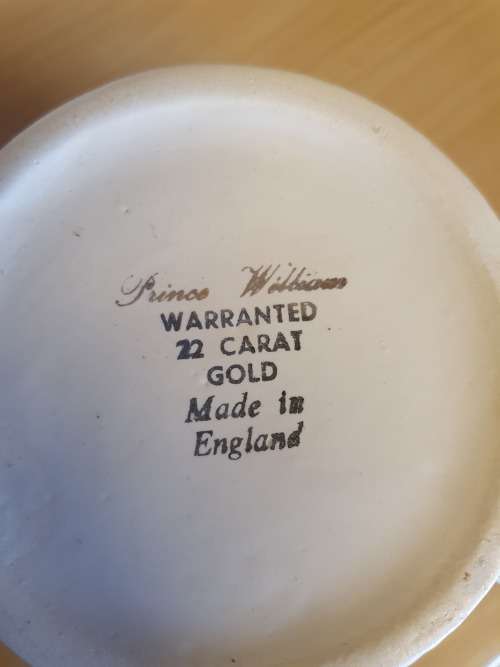 Prince William
WARRANTED
22 CARAT
GOLD
Made in
England